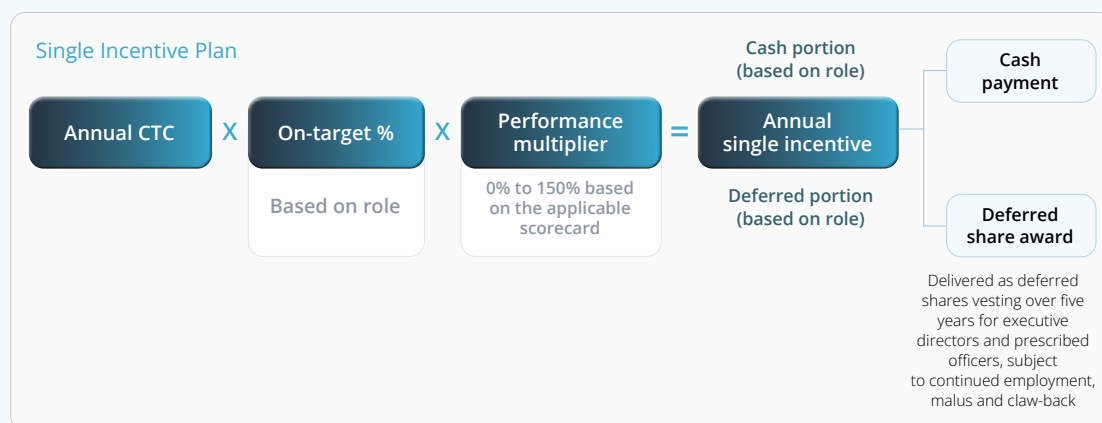 Single Incentive Plan
Annual CTC
X
On-target %
Based on role
X
Performance
multiplier
0% to 150% based
on the applicable
scorecard
=
Cash portion
(based on role)
Annual
single incentive
Deferred portion
(based on role)
Cash
payment
Deferred
share award
Delivered as deferred
shares vesting over five
years for executive
directors and prescribed
officers, subject
to continued employment,
malus and claw-back